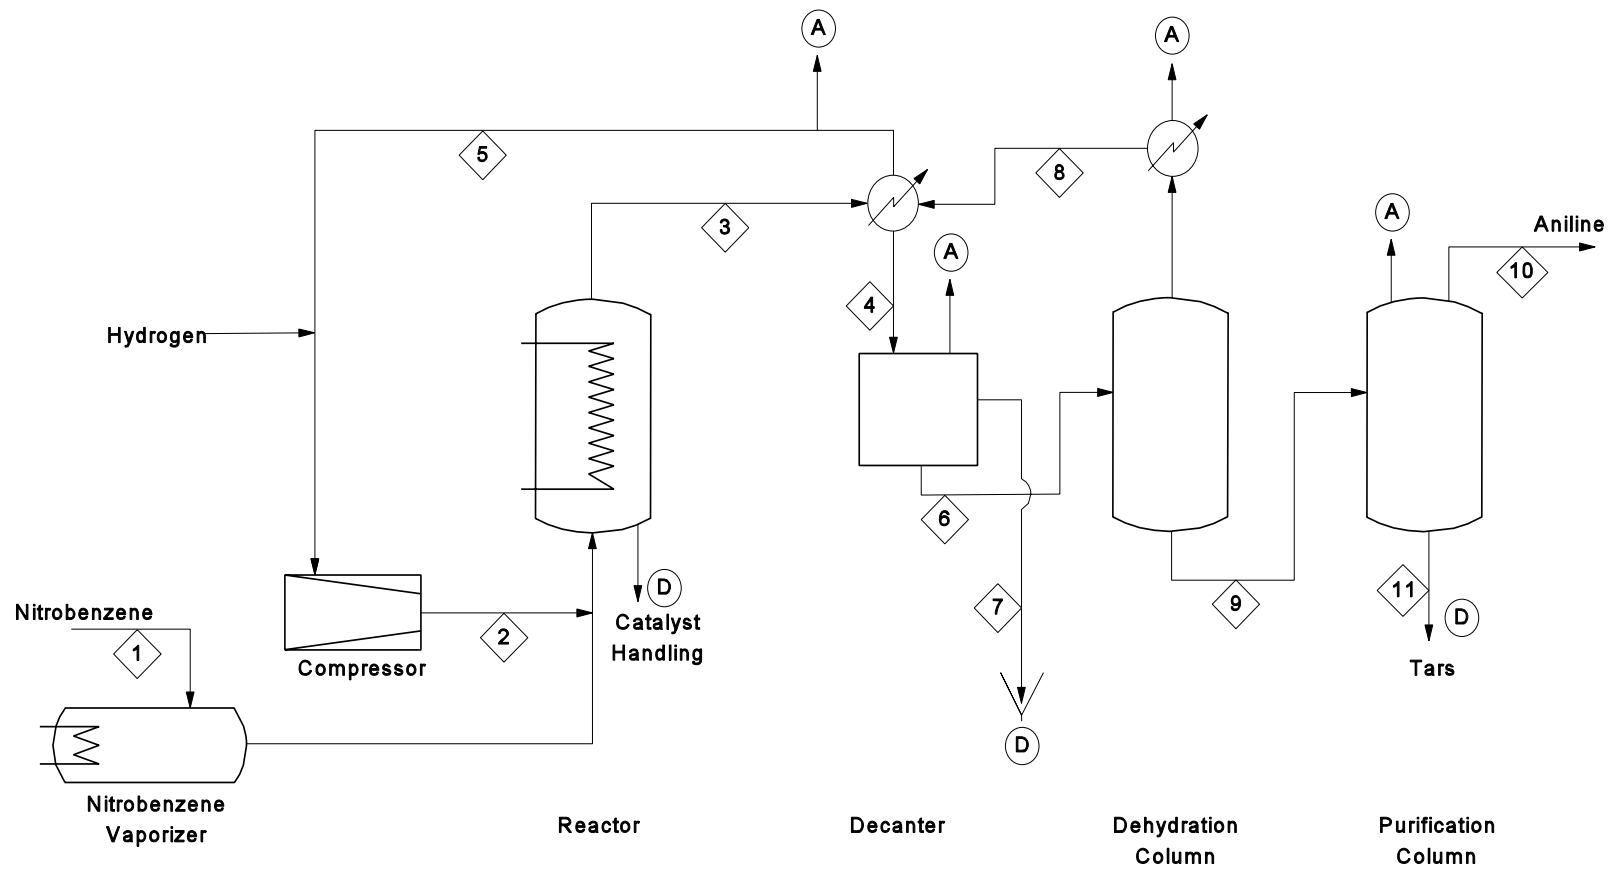 A
A
5
8
3
A
Aniline
10
A
4
Hydrogen
6
D
Nitrobenzene
Catalyst
Handling
1
2
Compressor
7
9
11
D
Tars
D
Nitrobenzene
Vaporizer
Reactor
Decanter
Dehydration
Column
Purification
Column